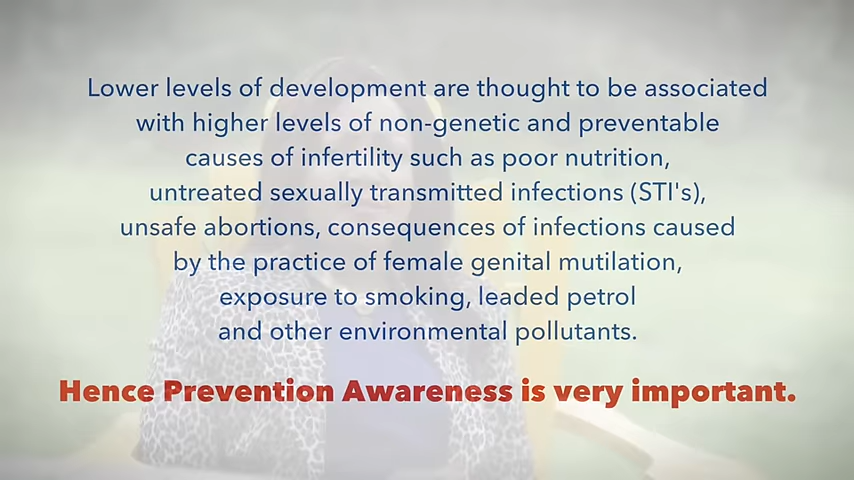 Lower levels of development are thought to be associated
with higher levels of non-genetic and preventable
causes of infertility such as poor nutrition,
untreated sexually transmitted infections (STI's),
unsafe abortions, consequences of infections caused
by the practice of female genital mutilation,
exposure to smoking, leaded petrol
and other environmental pollutants.
Hence Prevention Awareness is very important.